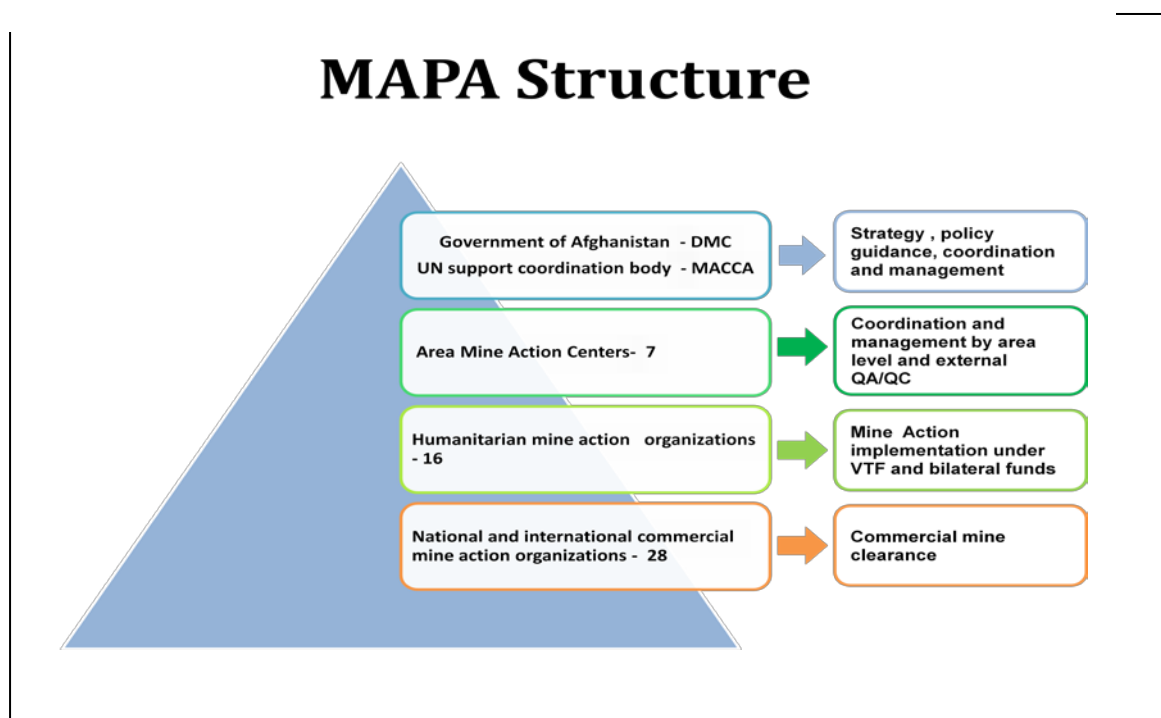 MAPA Structure
Government of Afghanistan - DMC
UN support coordination body - MACCA
Strategy , policy
guidance, coordination
and management
Area Mine Action Centers- 7
Coordination and
management by area
level and external
QA/QC
Humanitarian mine action organizations
- 16
Mine Action
implementation under
VTF and bilateral funds
National and international commercial
mine action organizations - 28
Commercial mine
clearance